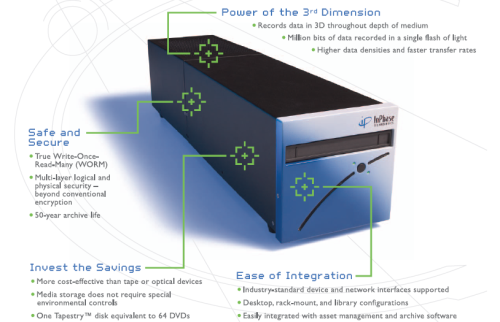 Power of the 3rd Dimension
• Records data in 3D throughout depth of medium
• Million bits of data recorded in a single flash of light
• Higher data densities and faster transfer rates
InPhase
Safe and
Secure
• True Write-Once-
Read-Many (WORM)
• Multi-layer logical and
physical security –
beyond conventional
encryption
• 50-year archive life
Invest the Savings
• More cost-effective than tape or optical devices
• Media storage does not require special
environmental controls
• One Tapestry™ disk equivalent to 64 DVDs
Ease of Integration
• Industry-standard device and network interfaces supported
• Desktop, rack-mount, and library configurations
• Easily integrated with asset management and archive software